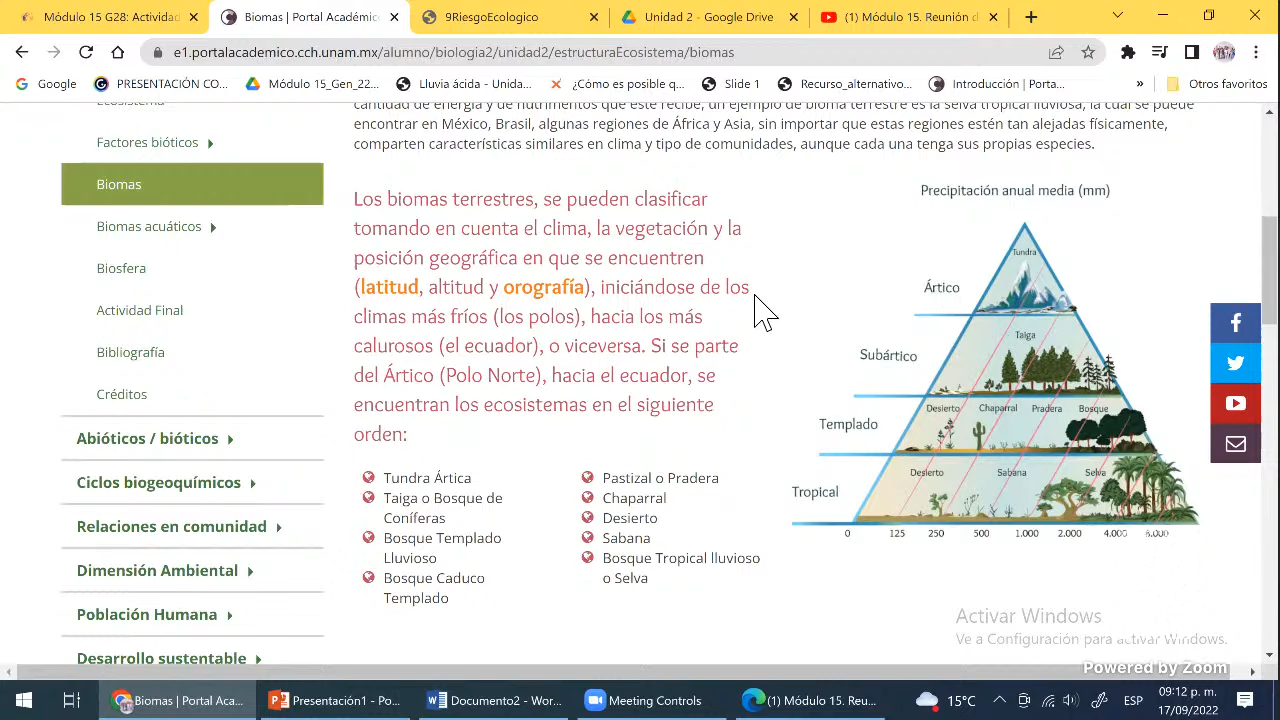 Módulo 15 G28: Actividad
Biomas | Portal Académic
9RiesgoEcologico
Unidad 2 - Google Drive
(1) Módulo 15. Reunión d
e1.portalacademico.cch.unam.mx/alumno/biologia2/unidad2/estructuraEcosistema/biomas
Google
PRESENTACIÓN CO...
Módulo 15_Gen_22...
Lluvia ácida - Unida...
¿Cómo es posible q...
Slide 1
recurso_alternativo...
Introducción | Porta...
»
Otros favoritos
Ecosistema
Factores bióticos
Biomas
Biomas acuáticos
Biosfera
Actividad Final
Bibliografía
Créditos
Abióticos / bióticos
Ciclos biogeoquímicos
Relaciones en comunidad
Dimensión Ambiental
Población Humana
Desarrollo sustentable
cantidad de energía y de nutrimentos que este recibe, un ejemplo de bioma terrestre es la selva tropical lluviosa, la cual se puede
encontrar en México, Brasil, algunas regiones de África y Asia, sin importar que estas regiones estén tan alejadas físicamente,
comparten características similares en clima y tipo de comunidades, aunque cada una tenga sus propias especies.
Los biomas terrestres, se pueden clasificar
tomando en cuenta el clima, la vegetación y la
posición geográfica en que se encuentren
(latitud, altitud y orografía), iniciándose de los
climas más fríos (los polos), hacia los más
calurosos (el ecuador), o viceversa. Si se parte
del Ártico (Polo Norte), hacia el ecuador, se
encuentran los ecosistemas en el siguiente
orden:
Tundra Ártica
Taiga o Bosque de
Coníferas
Bosque Templado
Lluvioso
Bosque Caduco
Templado
Pastizal o Pradera
Chaparral
Desierto
Sabana
Bosque Tropical lluvioso
o Selva
Precipitación anual media (mm)
Tundra
Ártico
Taiga
Subártico
Desierto Chaparral Pradera Bosque
Templado
Desierto Sabana Selva
Tropical
0 125 250 500 1.000 2.000 4.000 6.000
Activar Windows
Ve a Configuración para activar Windows.
Powered by Zoom
Biomas | Portal Aca...
Presentación1 - Po...
Documento2 - Wor...
Meeting Controls
(1) Módulo 15. Reu...
15°C
ESP
09:12 p. m.
17/09/2022